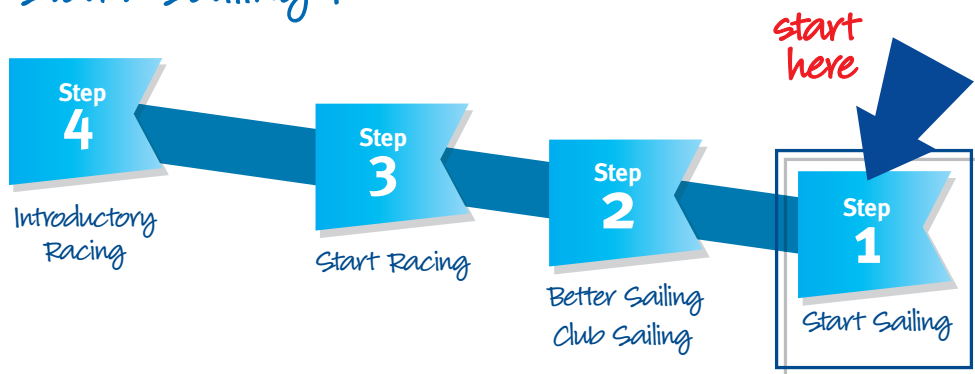 start
here
Step
4
Introductory
Racing
Step
3
Start Racing
Step
2
Better Sailing
Club Sailing
Step
1
Start Sailing